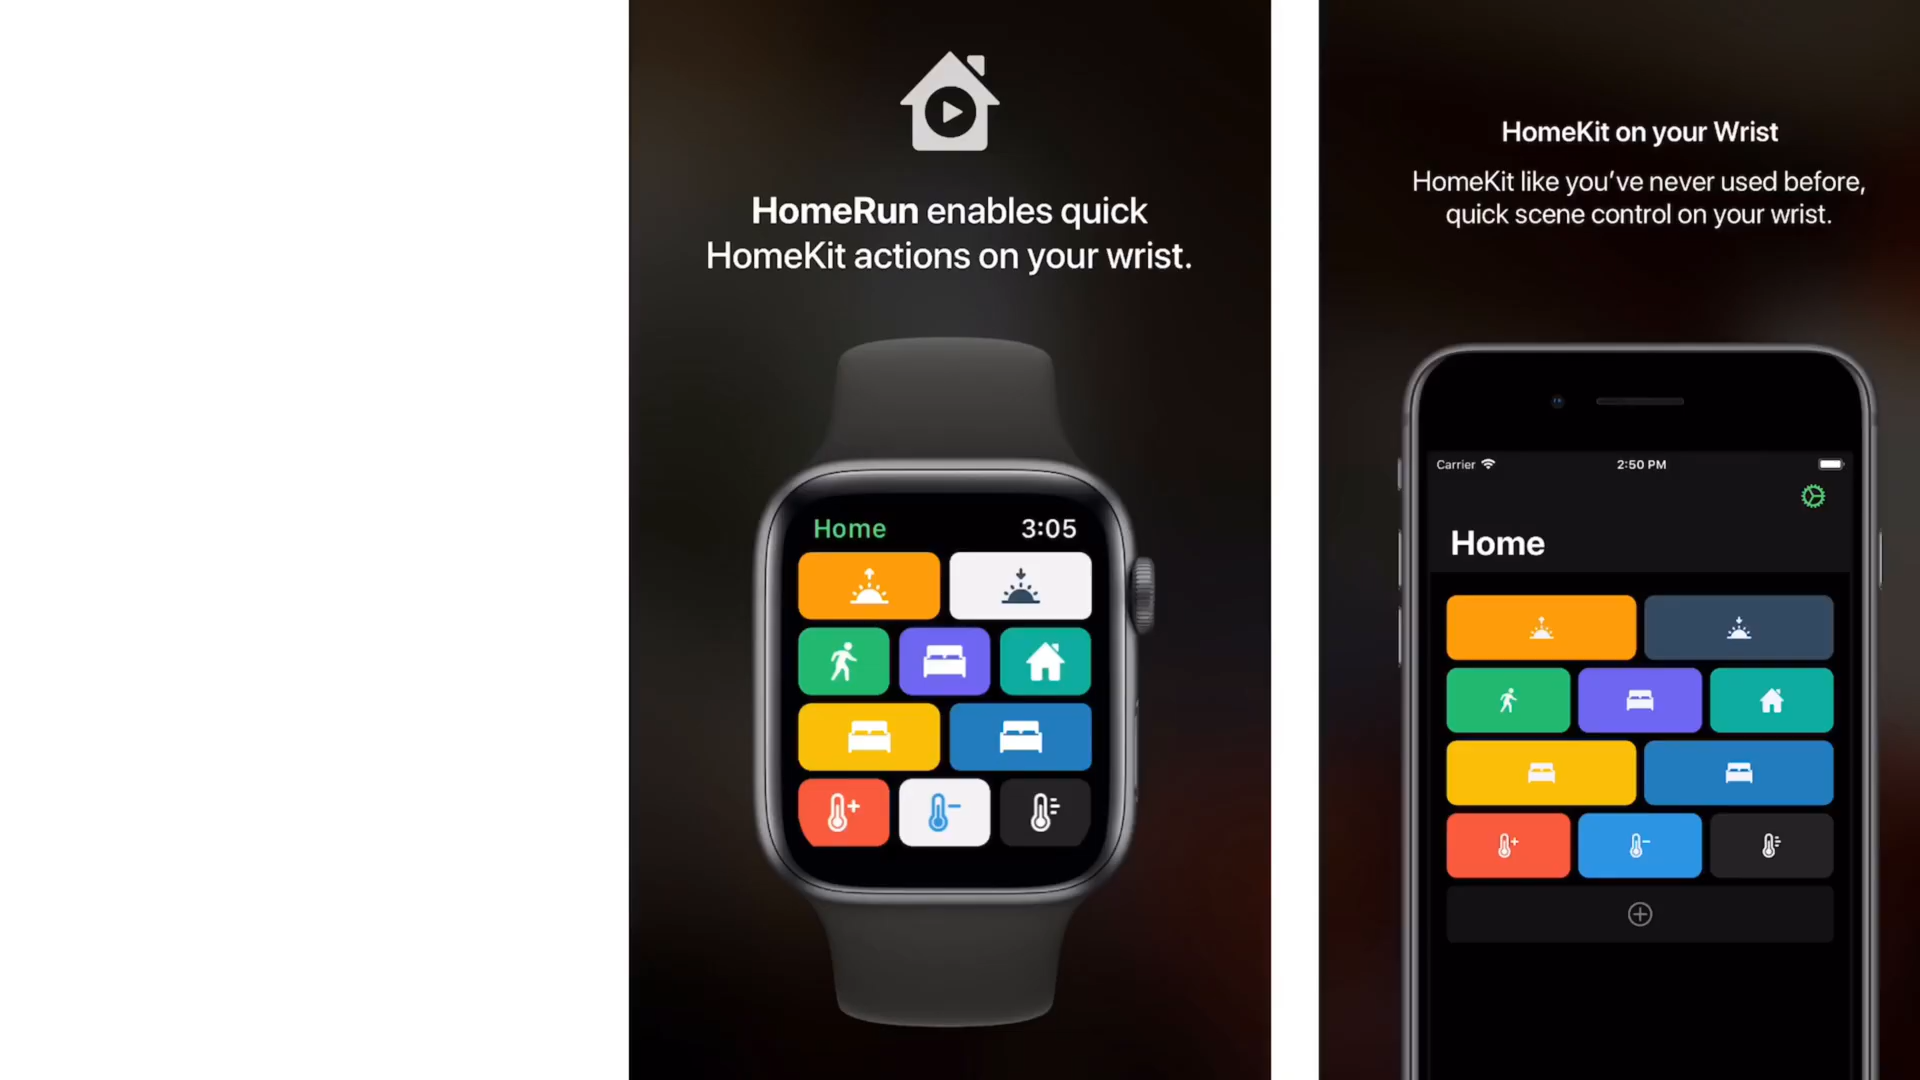 HomeRun enables quick
HomeKit actions on your wrist.
Home 3:05
HomeKit on your Wrist
HomeKit like you’ve never used before,
quick scene control on your wrist.
Carrier 2:50 PM
Home